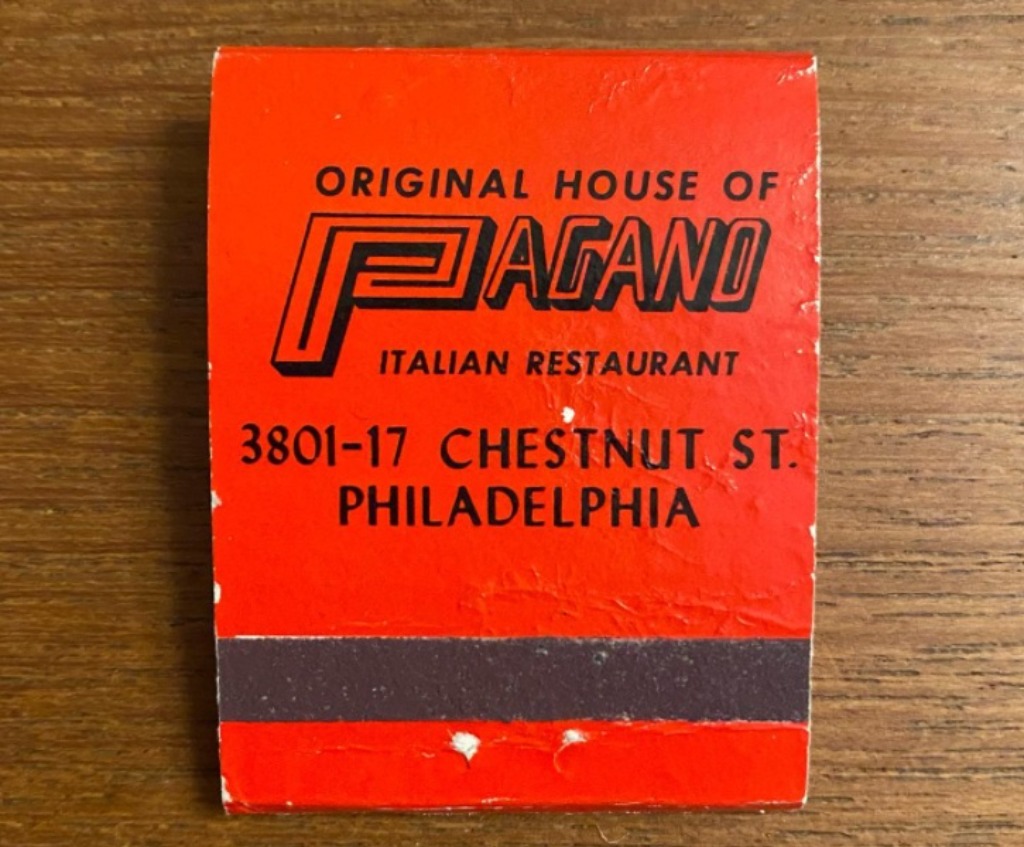 ORIGINAL HOUSE OF
PAGANO
ITALIAN RESTAURANT
3801-17 CHESTNUT ST.
PHILADELPHIA